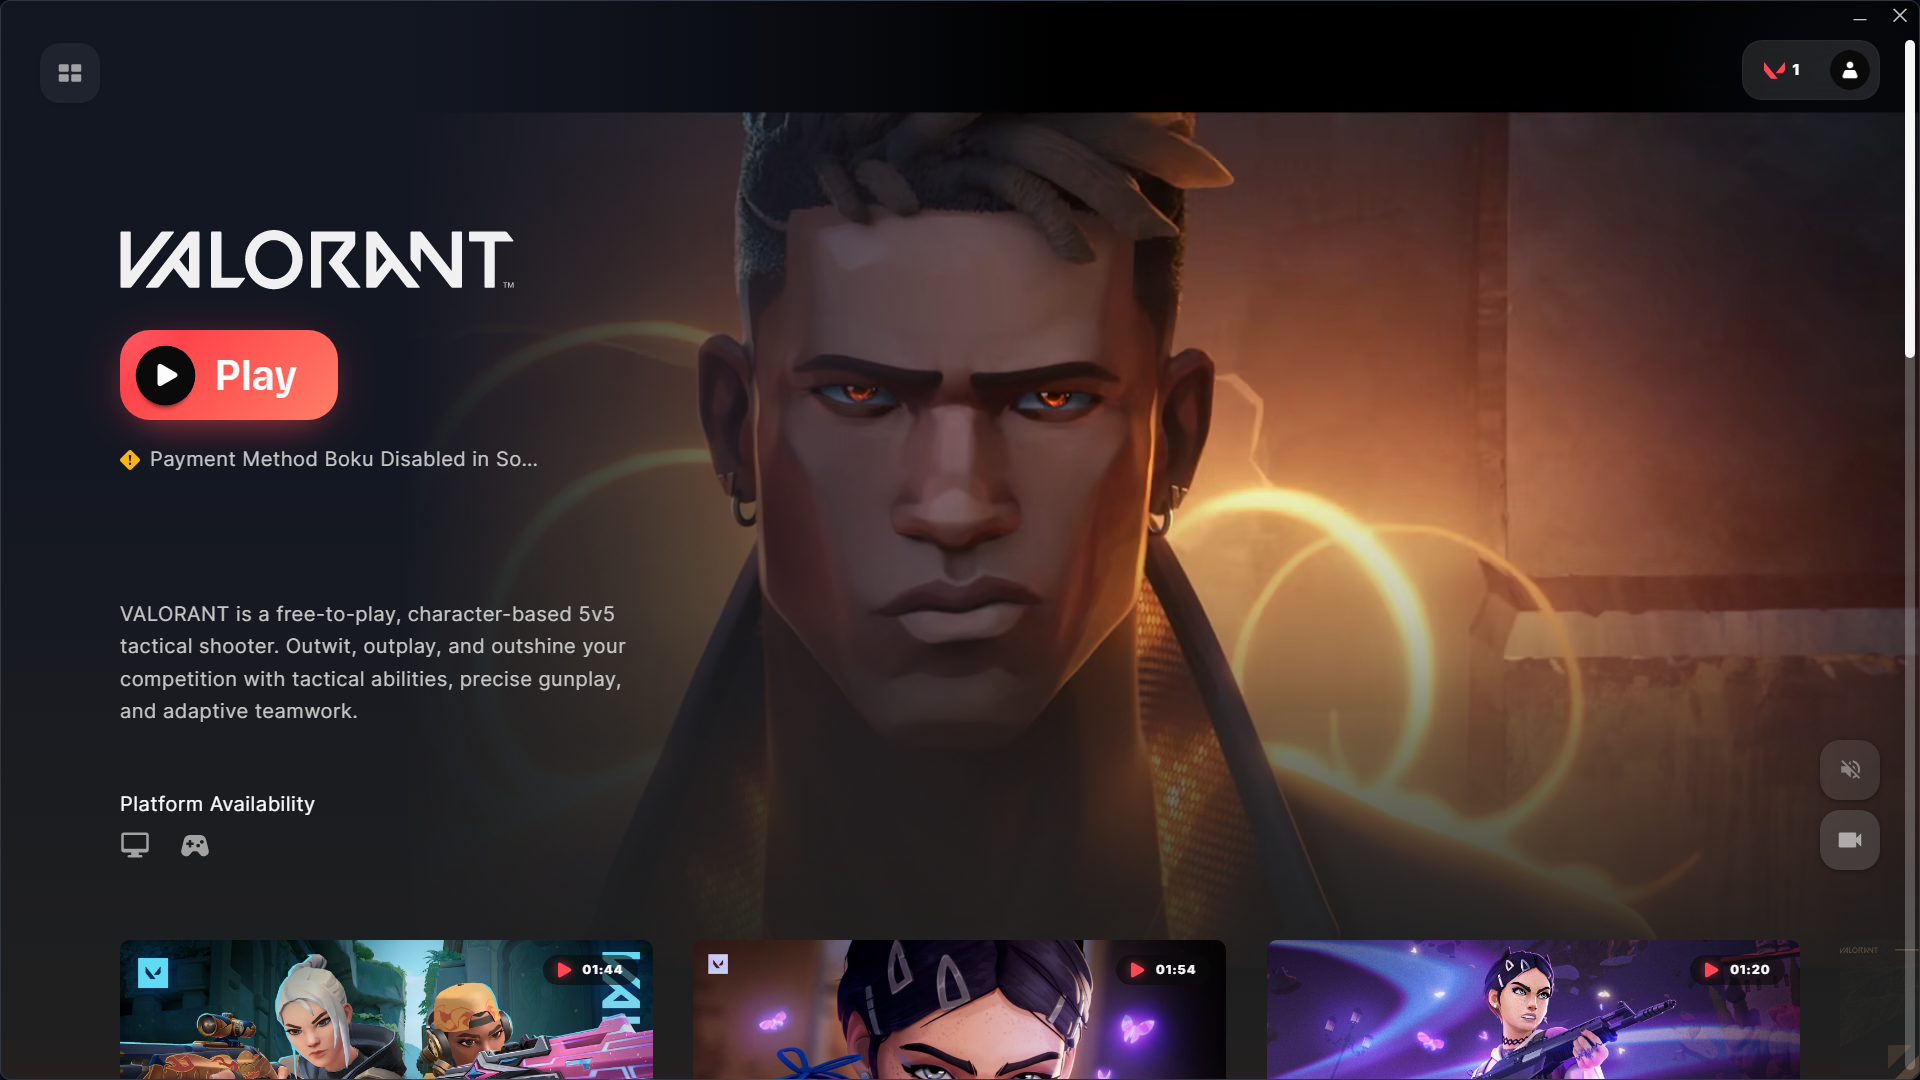 1
VALORANT™
Play
Payment Method Boku Disabled in So...
VALORANT is a free-to-play, character-based 5v5
tactical shooter. Outwit, outplay, and outshine your
competition with tactical abilities, precise gunplay,
and adaptive teamwork.
Platform Availability
01:44
01:54
01:20
VALORANT